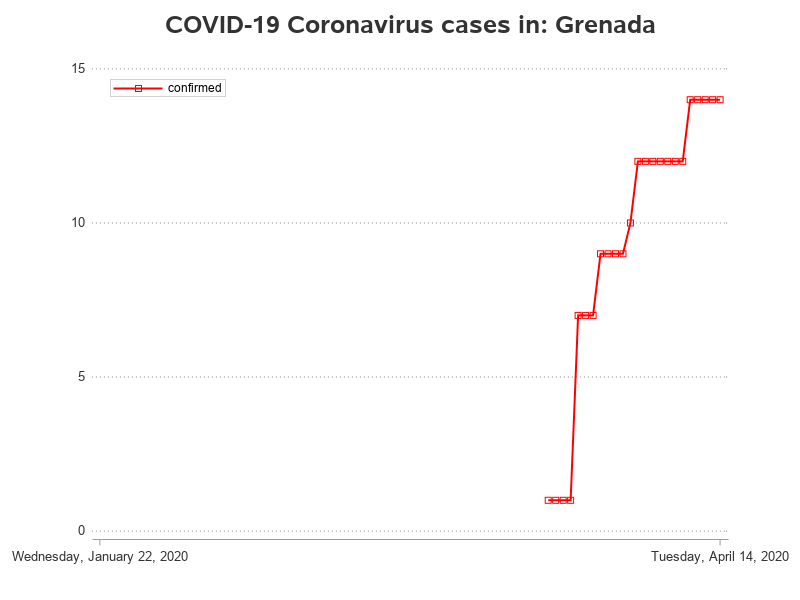 COVID-19 Coronavirus cases in: Grenada
15
confirmed
10
5
0
Wednesday, January 22, 2020
Tuesday, April 14, 2020